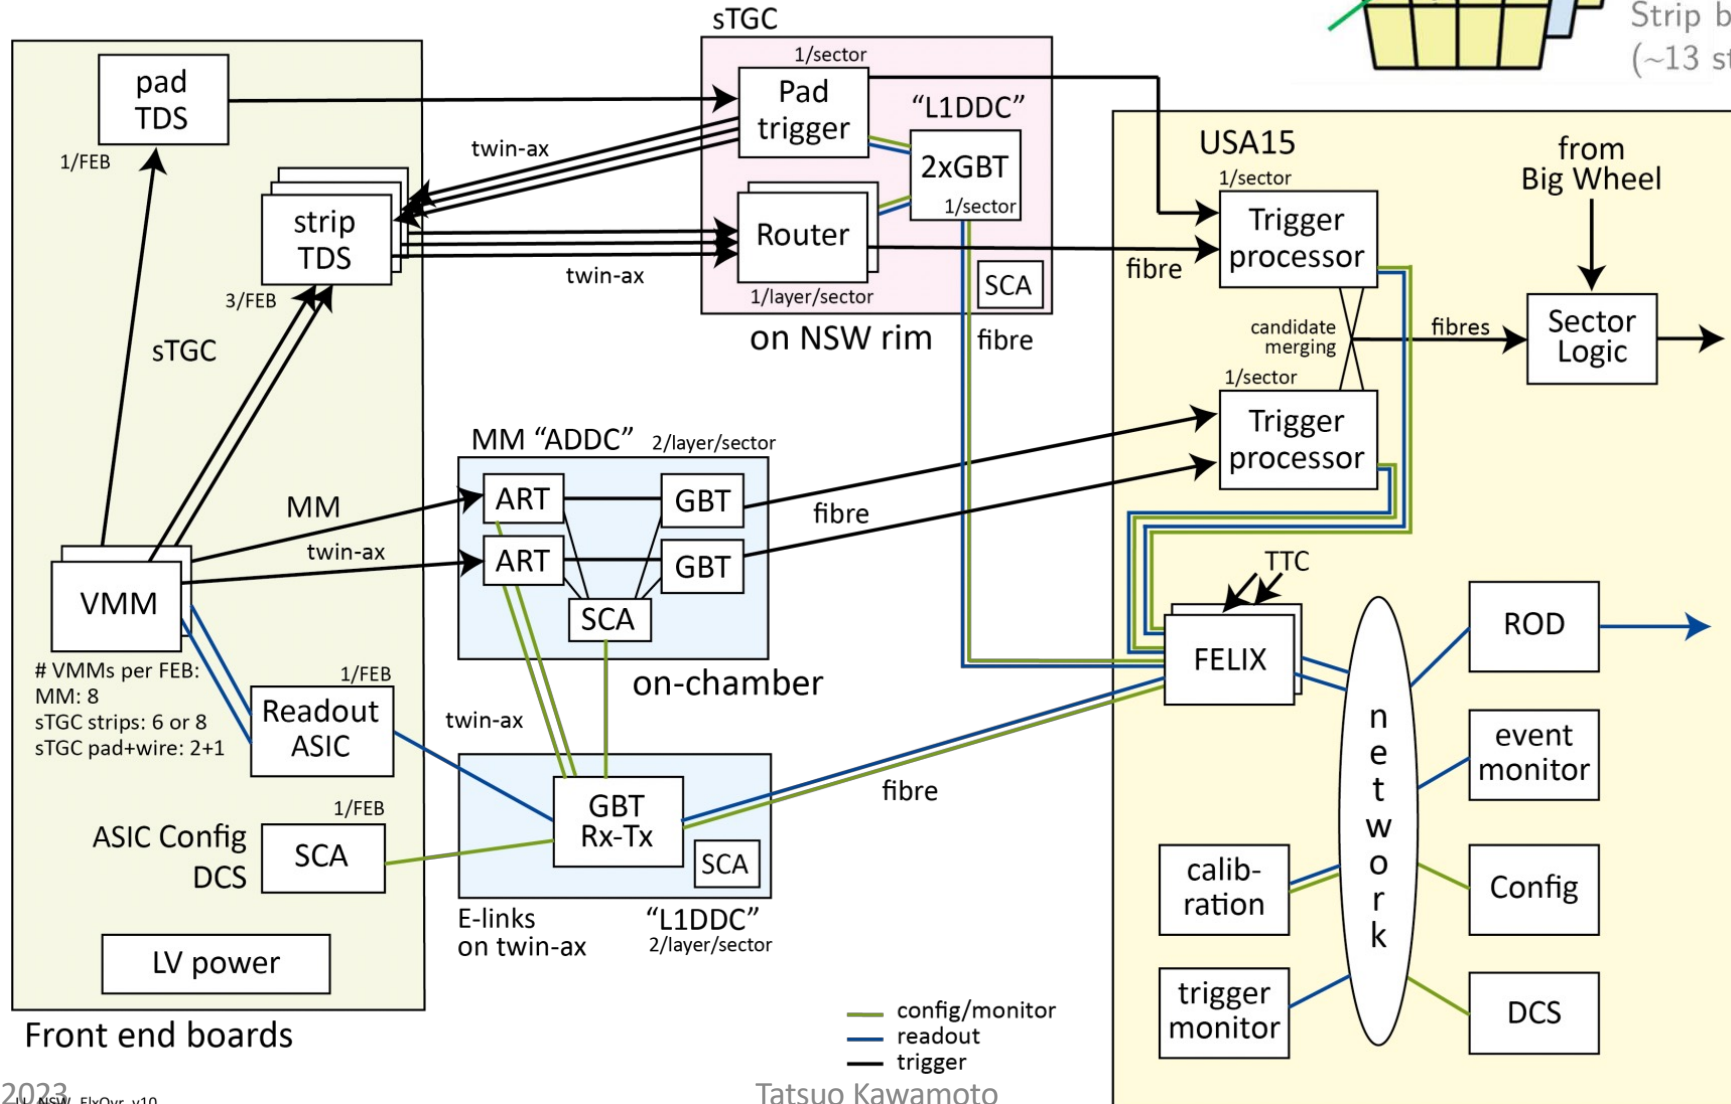 sTGC
Strip b
(~13 st
pad
TDS
1/FEB
1/sector
Pad
trigger
twin-ax
"L1DDC"
2xGBT
1/sector
strip
TDS
3/FEB
Router
1/layer/sector
twin-ax
SCA
on NSW rim
fibre
fibre
USA15
1/sector
Trigger
processor
from
Big Wheel
candidate
merging
fibres
Sector
Logic
1/sector
Trigger
processor
sTGC
MM "ADDC"
2/layer/sector
ART
GBT
ART
GBT
SCA
fibre
MM
twin-ax
on-chamber
VMM
# VMMs per FEB:
MM: 8
sTGC strips: 6 or 8
sTGC pad+wire: 2+1
1/FEB
Readout
ASIC
twin-ax
GBT
Rx-Tx
SCA
fibre
1/FEB
ASIC Config
DCS
SCA
E-links
on twin-ax
"L1DDC"
2/layer/sector
LV power
Front end boards
TTC
FELIX
network
ROD
event
monitor
calib-
ration
Config
trigger
monitor
DCS
config/monitor
readout
trigger
2023
Tatsuo Kawamoto